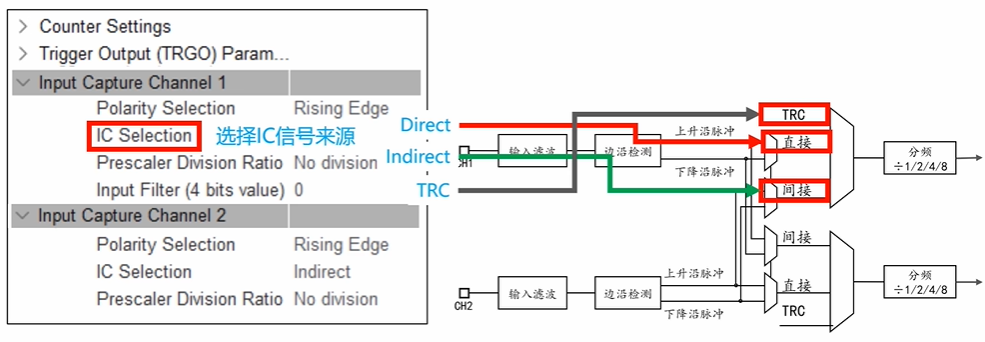 Counter Settings
Trigger Output (TRGO) Param...
Input Capture Channel 1
Polarity Selection Rising Edge
IC Selection 选择IC信号来源
Prescaler Division Ratio No division
Input Filter (4 bits value) 0
Input Capture Channel 2
Polarity Selection Rising Edge
IC Selection Indirect
Prescaler Division Ratio No division
Direct
Indirect
TRC
CH1
输入滤波
边沿检测
上升沿脉冲
下降沿脉冲
TRC
直接
间接
分频
÷1/2/4/8
CH2
输入滤波
边沿检测
上升沿脉冲
下降沿脉冲
间接
直接
TRC
分频
÷1/2/4/8